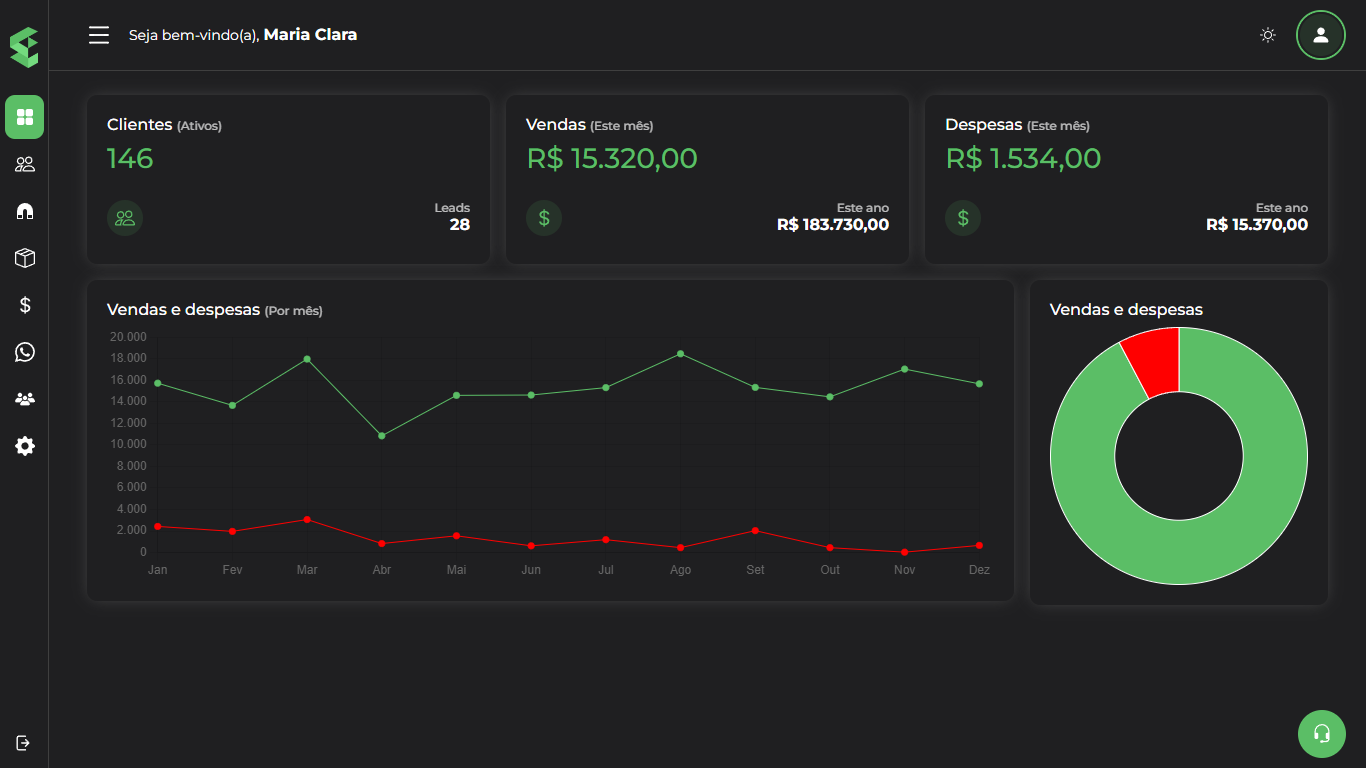 Seja bem-vindo(a), Maria Clara
Clientes (Ativos)
146
Leads
28
Vendas (Este mês)
R$ 15.320,00
Este ano
R$ 183.730,00
Despesas (Este mês)
R$ 1.534,00
Este ano
R$ 15.370,00
Vendas e despesas (Por mês)
20.000
18.000
16.000
14.000
12.000
10.000
8.000
6.000
4.000
2.000
0
Jan Fev Mar Abr Mai Jun Jul Ago Set Out Nov Dez
Vendas e despesas